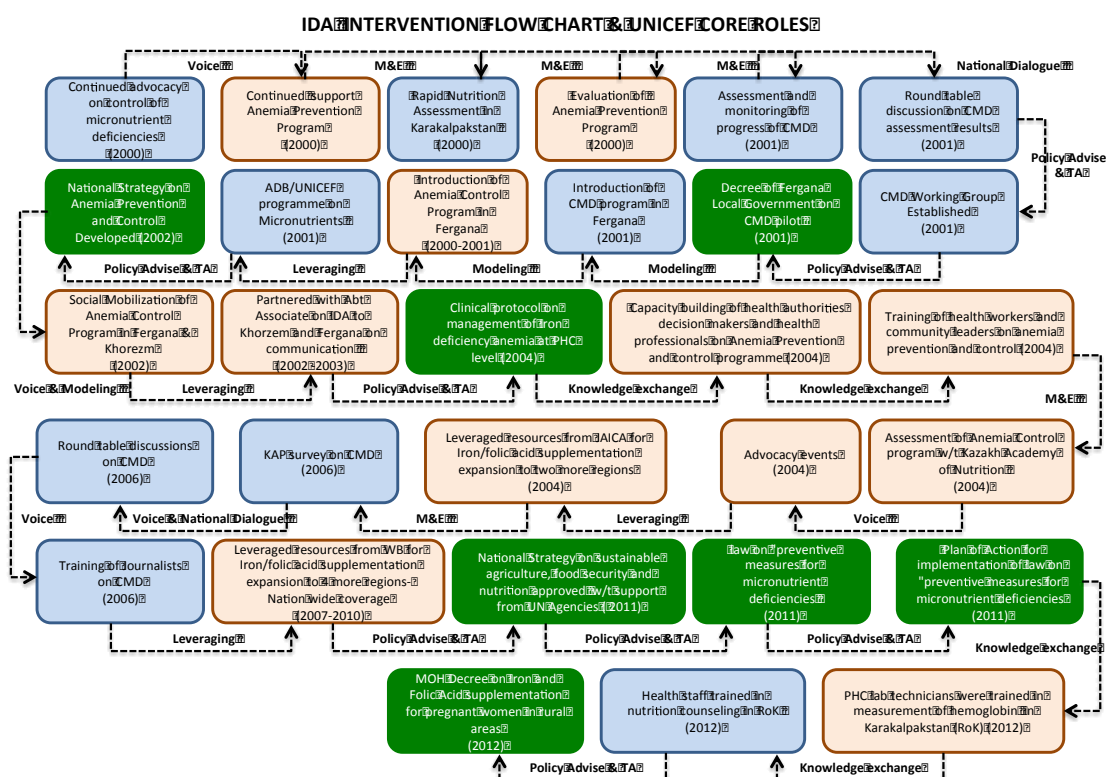 IDA INTERVENTION FLOW CHART & UNICEF CORE ROLES
Voice
M&E
M&E
M&E
National Dialogue
Continued advocacy
on control of
micronutrient
deficiencies
(2000)
Continued support
Anemia Prevention
Program
(2000)
Rapid Nutrition
Assessment in
Karakalpakstan
(2000)
Evaluation of
Anemia Prevention
Program
(2000)
Assessment and
monitoring of
progress of CMD
(2001)
Round table
discussion on CMD
assessment results
(2001)
Policy Advise
& TA
National Strategy on
Anemia Prevention
and Control
Developed (2002)
ADB/UNICEF
programme on
Micronutrients
(2001)
Introduction of
Anemia Control
Program in
Fergana
(2000-2001)
Introduction of
CMD program in
Fergana
(2001)
Decree of Fergana
Local Government on
CMD pilot
(2001)
CMD Working Group
Established
(2001)
Policy Advise & TA
Leveraging
Modeling
Modeling
Policy Advise & TA
Social Mobilization of
Anemia Control
Program in Fergana &
Khorezm
(2002)
Partnered with Abt
Associate on IDA to
Khorzem and Fergana on
communication
(2002-2003)
Clinical protocol on
management of Iron
deficiency anemia at PHC
level (2004)
Capacity building of health authorities,
decision makers and health
professionals on Anemia Prevention
and control programme (2004)
Training of health workers and
community leaders on anemia
prevention and control (2004)
Voice & Modeling
Leveraging
Policy Advise & TA
Knowledge exchange
Knowledge exchange
M&E
Round table discussions
on CMD
(2006)
KAP survey on CMD
(2006)
Leveraged resources from JAICA for
Iron/folic acid supplementation
expansion to two more regions
(2004)
Advocacy events
(2004)
Assessment of Anemia Control
program w/t Kazakh Academy
of Nutrition
(2004)
Voice
Voice & National Dialogue
M&E
Leveraging
Voice
Training of Journalists
on CMD
(2006)
Leveraged resources from WB for
Iron/folic acid supplementation
expansion to 4 more regions-
Nation wide coverage
(2007-2010)
National Strategy on sustainable
agriculture, food security and
nutrition approved w/t support
from UN Agencies (2011)
law on "preventive
measures for
micronutrient
deficiencies
(2011)
Plan of Action for
implementation of law on
"preventive measures for
micronutrient deficiencies
(2011)
Leveraging
Policy Advise & TA
Policy Advise & TA
Policy Advise & TA
Knowledge exchange
MOH Decree on Iron and
Folic Acid supplementation
for pregnant women in rural
areas
(2012)
Health staff trained in
nutrition counseling in RoK
(2012)
PHC lab technicians were trained in
measurement of hemoglobin in
Karakalpakstan (RoK) (2012)
Policy Advise & TA
Knowledge exchange